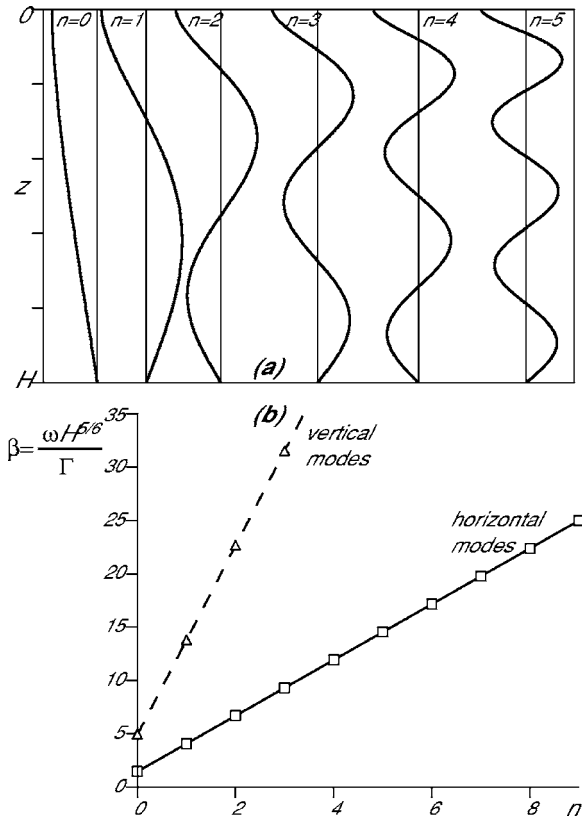 0 n=0 n=1 n=2 n=3 n=4 n=5
z
H (a)
(b)
β= ωH^5/6 / Γ
35
30
25
20
15
10
5
0
vertical
modes
horizontal
modes
0 2 4 6 8 n